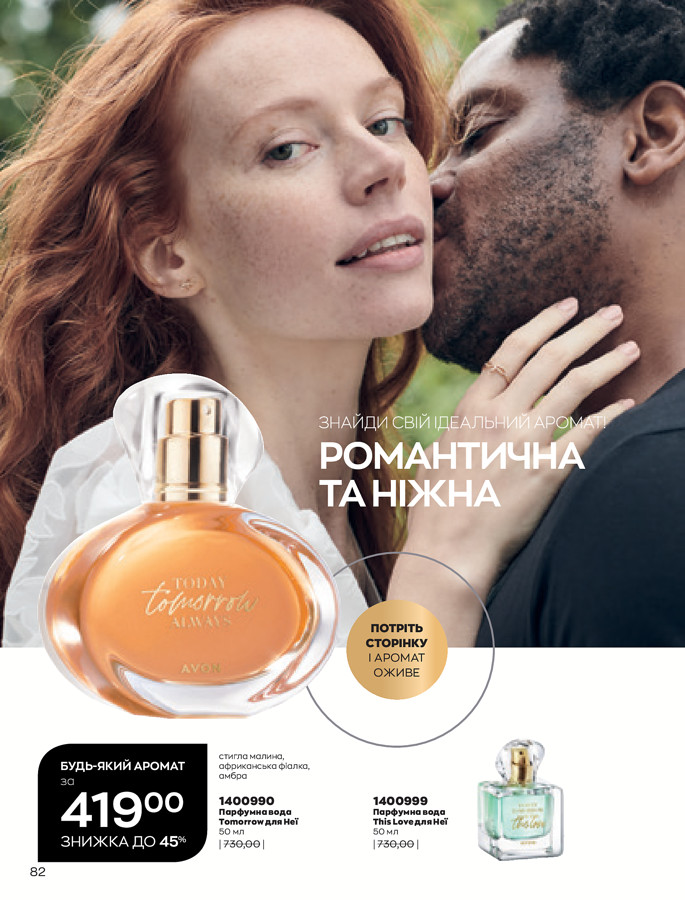 ЗНАЙДИ СВІЙ ІДЕАЛЬНИЙ АРОМАТ!
РОМАНТИЧНА
ТА НІЖНА
TODAY
tomorrow
ALWAYS
AVON
ПОТРІТЬ
СТОРІНКУ
І АРОМАТ
ОЖИВЕ
БУДЬ-ЯКИЙ АРОМАТ
за
419⁰⁰
ЗНИЖКА ДО 45%
стигла малина,
африканська фіалка,
амбра
1400990
Парфумна вода
Tomorrow для Неї
50 мл
| 730,00 |
1400999
Парфумна вода
This Love для Неї
50 мл
| 730,00 |
This Love
82